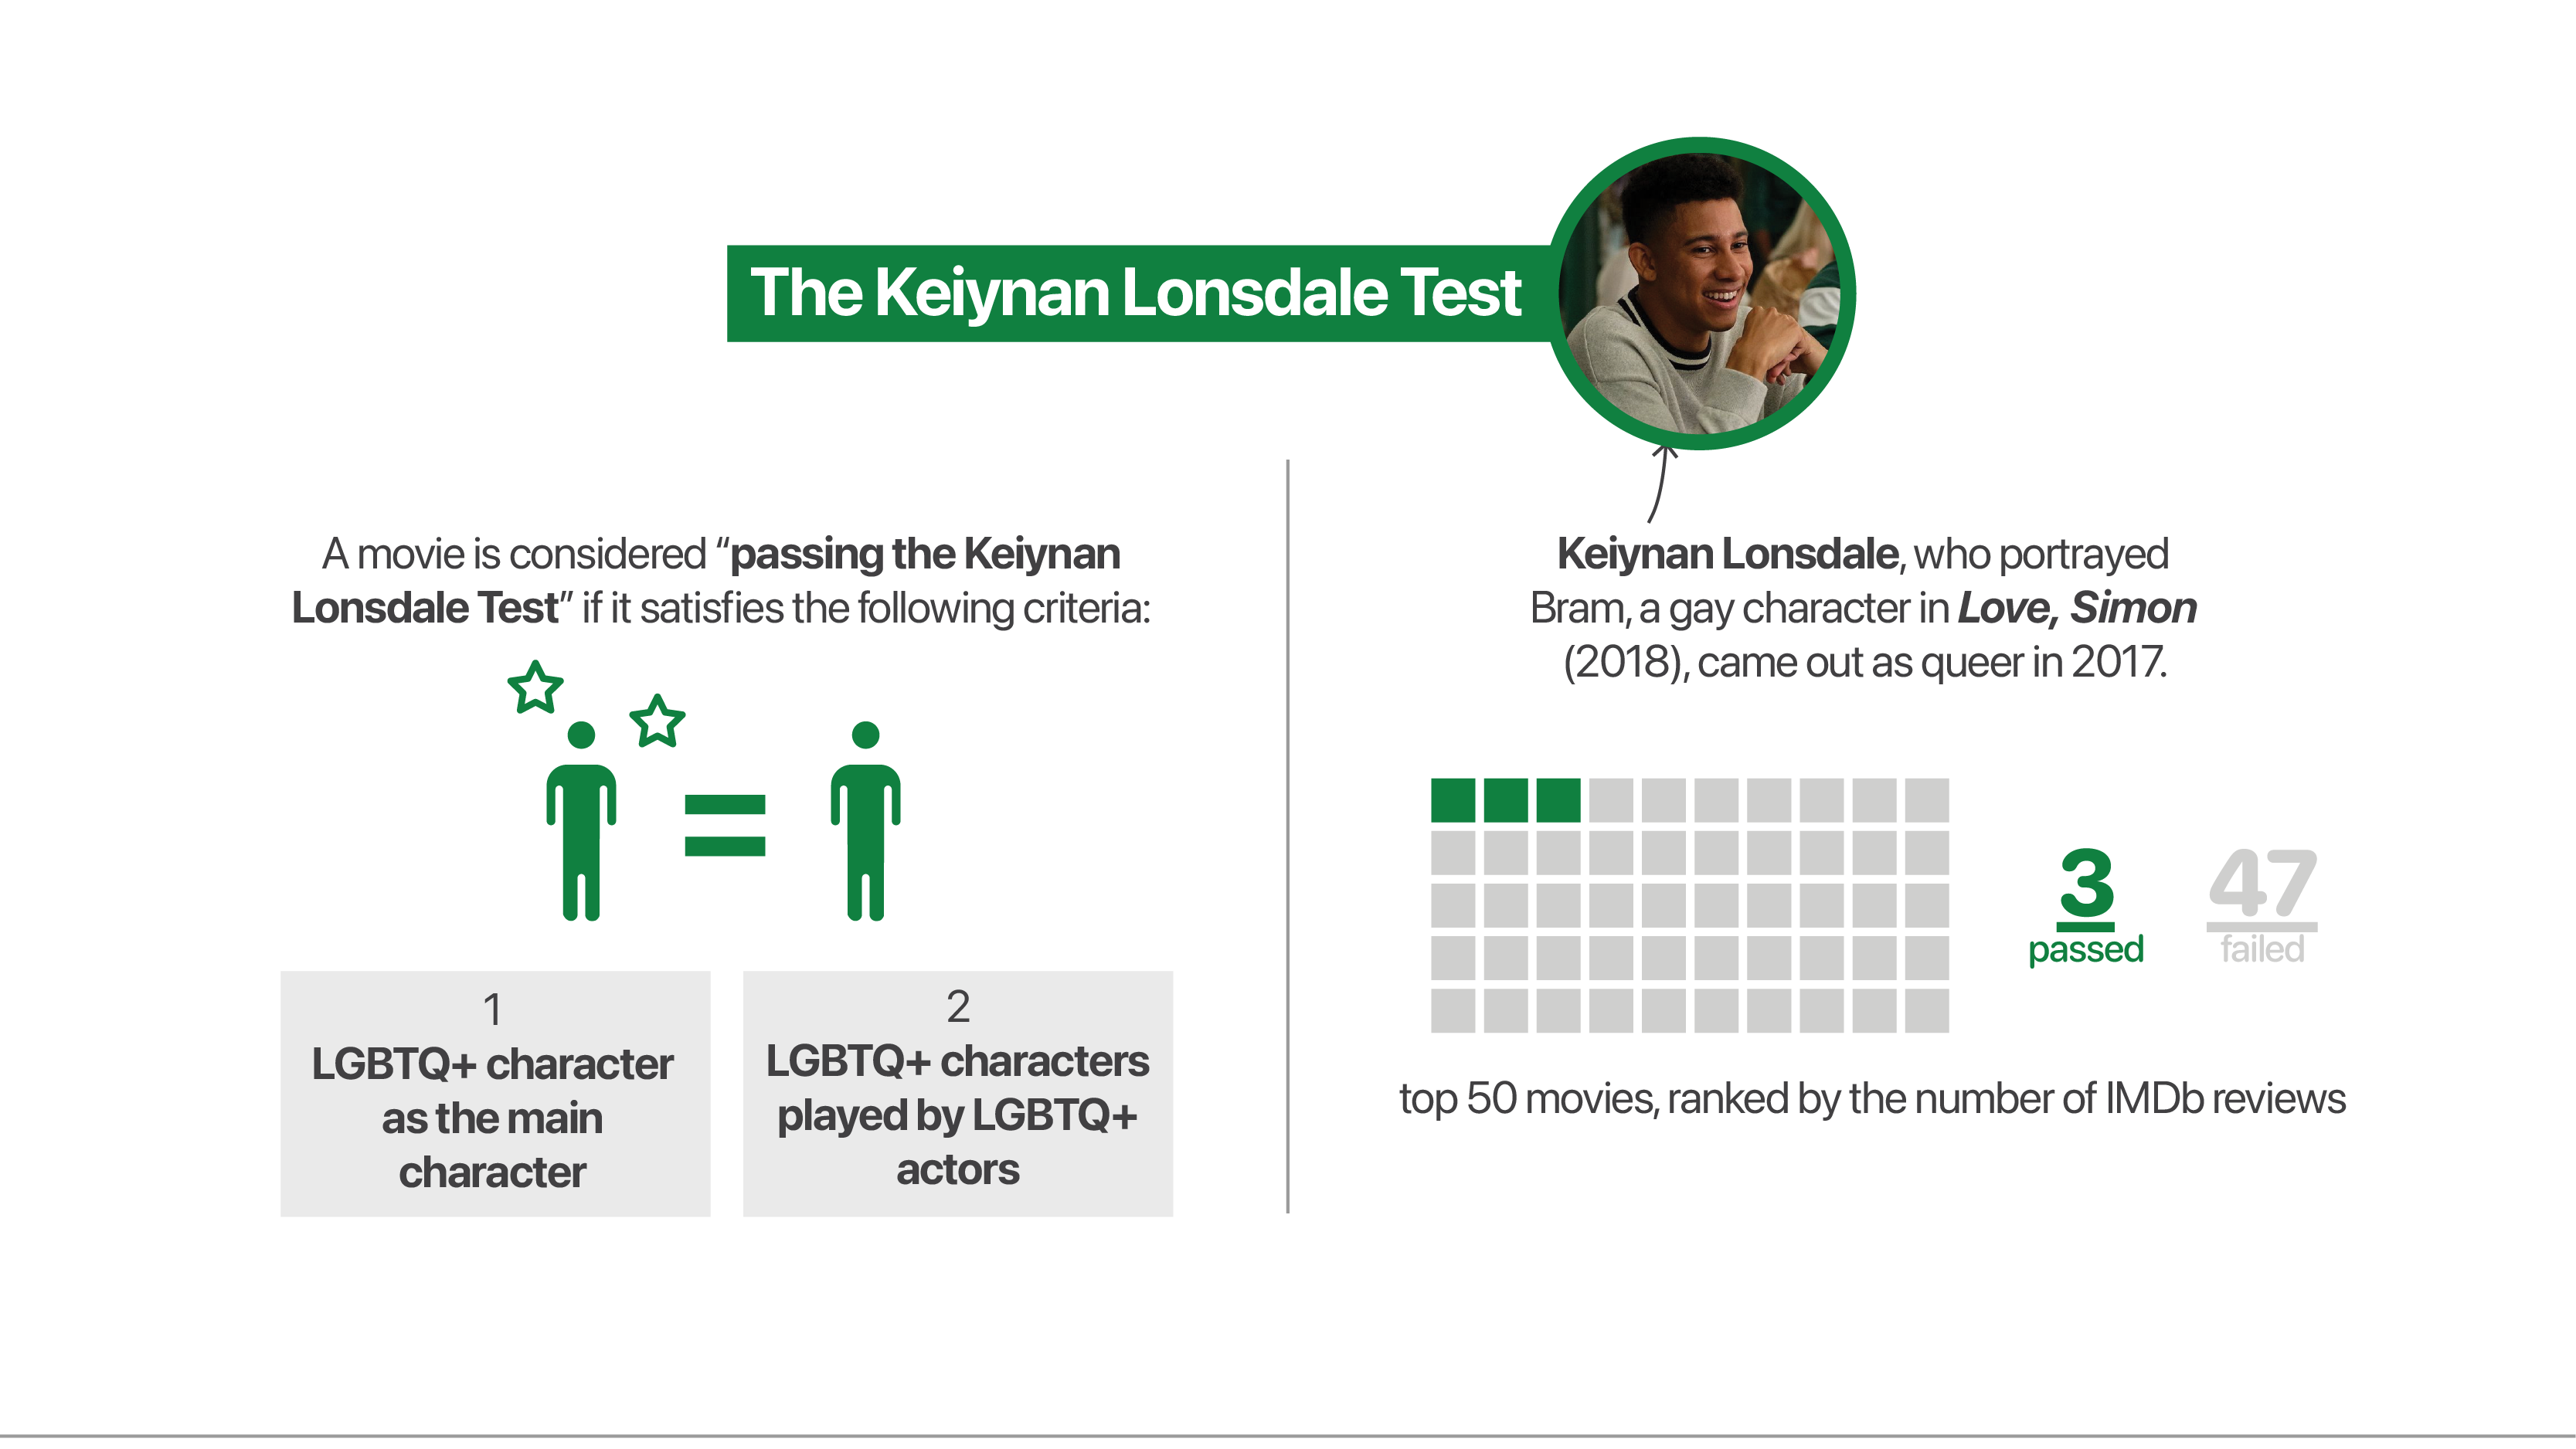 The Keiynan Lonsdale Test
A movie is considered “passing the Keiynan
Lonsdale Test” if it satisfies the following criteria:
1
LGBTQ+ character
as the main
character
2
LGBTQ+ characters
played by LGBTQ+
actors
Keiynan Lonsdale, who portrayed
Bram, a gay character in Love, Simon
(2018), came out as queer in 2017.
3
passed
47
failed
top 50 movies, ranked by the number of IMDb reviews